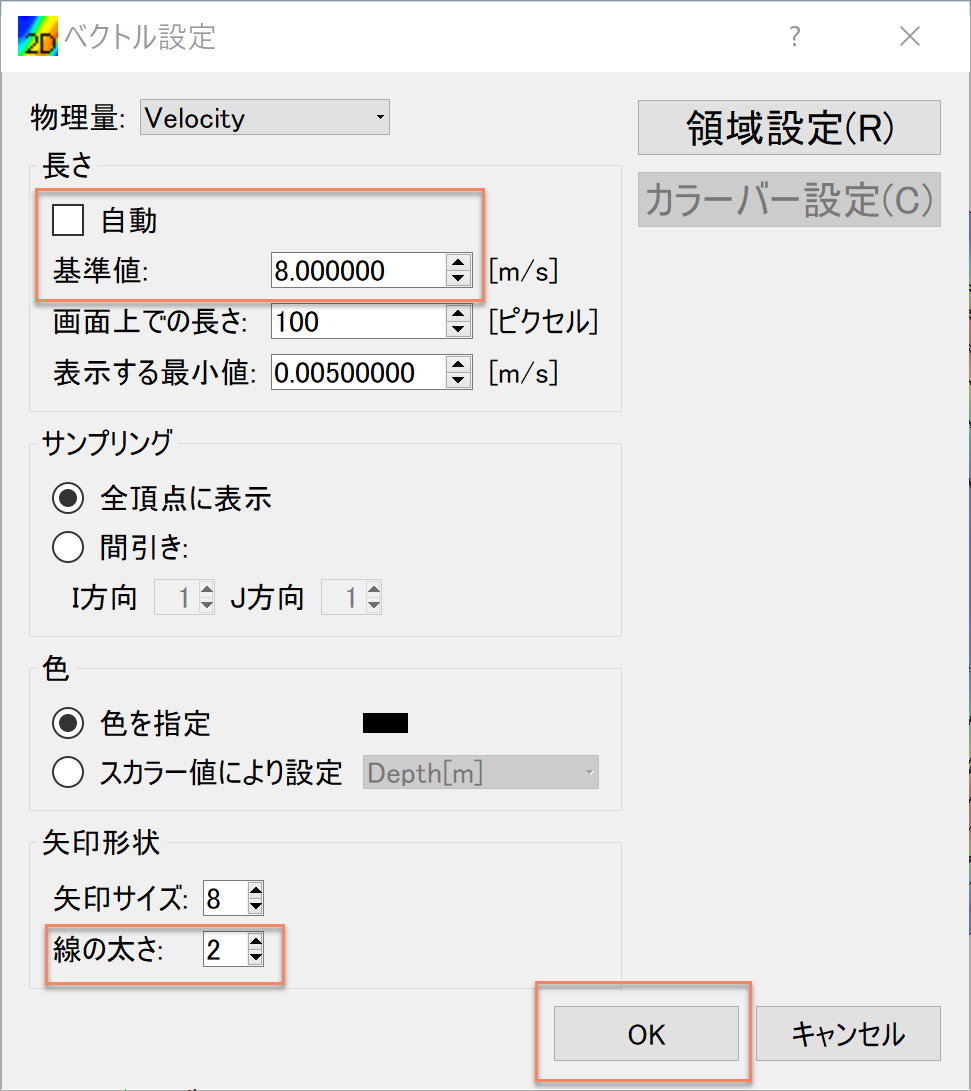 2D ベクトル設定 ?
物理量: Velocity
領域設定(R)
カラーバー設定(C)
長さ
自動
基準値: 8.000000 [m/s]
画面上での長さ: 100 [ピクセル]
表示する最小値: 0.00500000 [m/s]
サンプリング
全頂点に表示
間引き:
I方向 1 J方向 1
色
色を指定
スカラー値により設定 Depth[m]
矢印形状
矢印サイズ: 8
線の太さ: 2
OK キャンセル